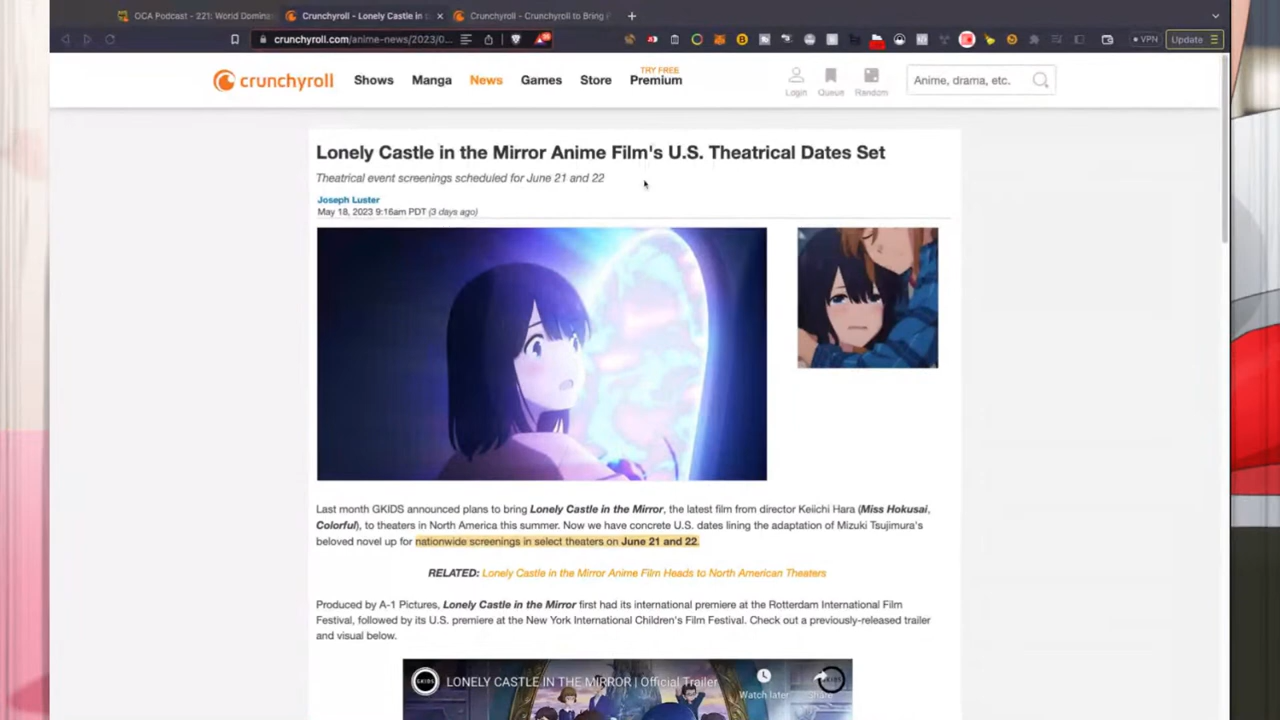 OCA Podcast - 221: World Domina
Crunchyroll - Lonely Castle in
Crunchyroll - Crunchyroll to Bring
crunchyroll.com/anime-news/2023/0...
VPN
Update
crunchyroll
Shows
Manga
News
Games
Store
TRY FREE
Premium
Login
Queue
Random
Anime, drama, etc.
Lonely Castle in the Mirror Anime Film's U.S. Theatrical Dates Set
Theatrical event screenings scheduled for June 21 and 22
Joseph Luster
May 18, 2023 9:16am PDT (3 days ago)
Last month GKIDS announced plans to bring Lonely Castle in the Mirror, the latest film from director Keiichi Hara (Miss Hokusai,
Colorful), to theaters in North America this summer. Now we have concrete U.S. dates lining the adaptation of Mizuki Tsujimura's
beloved novel up for nationwide screenings in select theaters on June 21 and 22.
RELATED: Lonely Castle in the Mirror Anime Film Heads to North American Theaters
Produced by A-1 Pictures, Lonely Castle in the Mirror first had its international premiere at the Rotterdam International Film
Festival, followed by its U.S. premiere at the New York International Children's Film Festival. Check out a previously-released trailer
and visual below.
GKIDS
LONELY CASTLE IN THE MIRROR | Official Trailer
Watch later
Share